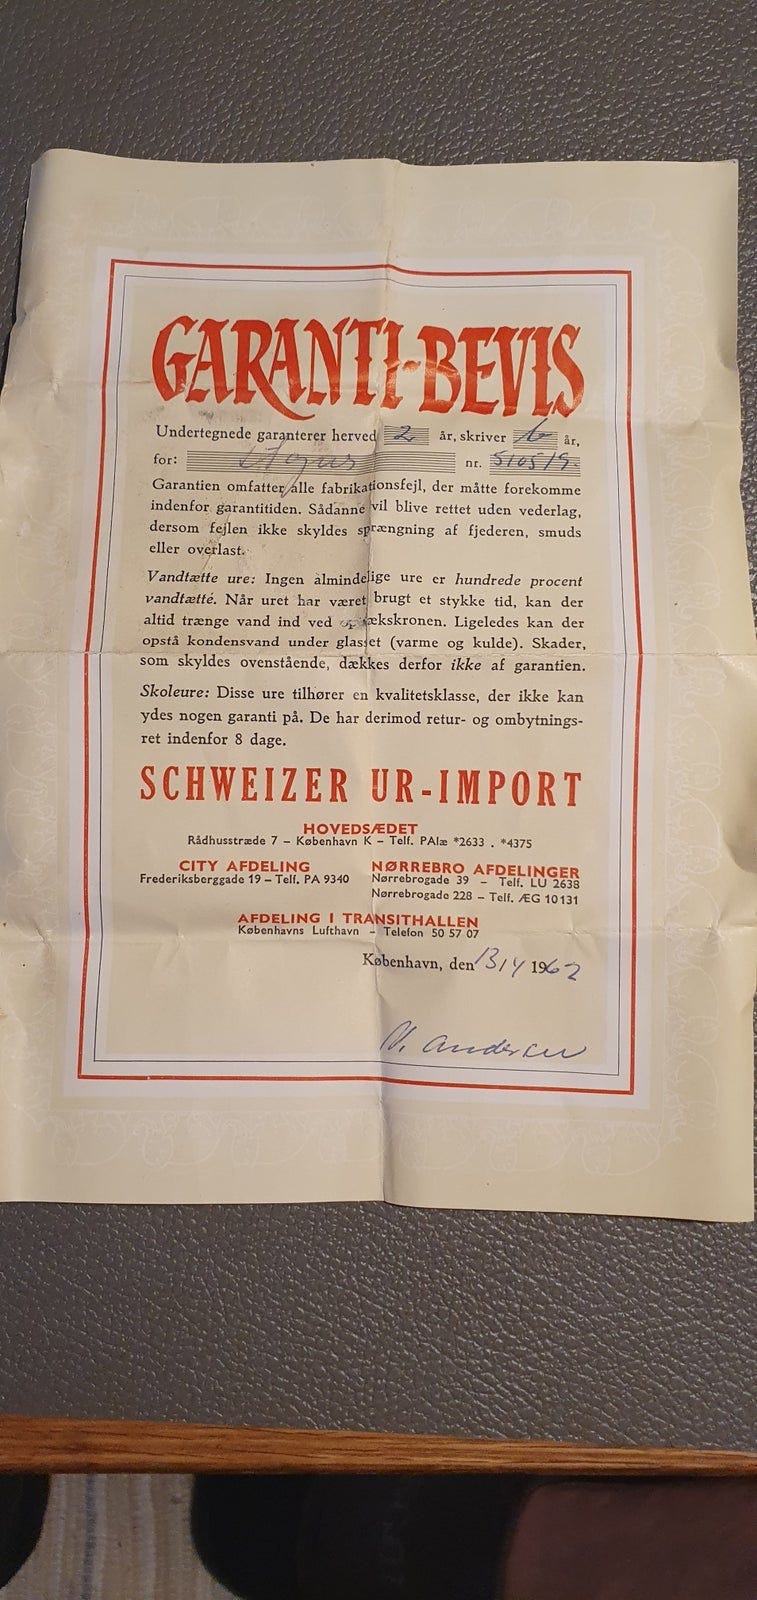 GARANTI-BEVIS
Undertegnede garanterer herved 2 år, skriver år,
for: nr. 510519.
Garantien omfatter alle fabrikationsfejl, der måtte forekomme
indenfor garantitiden. Sådanne vil blive rettet uden vederlag,
dersom fejlen ikke skyldes sprængning af fjederen, smuds
eller overlast.
Vandtætte ure: Ingen almindelige ure er hundrede procent
vandtætte. Når uret har været brugt et stykke tid, kan der
altid trænge vand ind ved optrækskronen. Ligeledes kan der
opstå kondensvand under glasset (varme og kulde). Skader,
som skyldes ovenstående, dækkes derfor ikke af garantien.
Skoleure: Disse ure tilhører en kvalitetsklasse, der ikke kan
ydes nogen garanti på. De har derimod retur- og ombytnings-
ret indenfor 8 dage.
SCHWEIZER UR-IMPORT
HOVEDSÆDET
Rådhusstræde 7 – København K – Telf. PAlæ *2633 . *4375
CITY AFDELING
Frederiksberggade 19 – Telf. PA 9340
NØRREBRO AFDELINGER
Nørrebrogade 39 – Telf. LU 2638
Nørrebrogade 228 – Telf. ÆG 10131
AFDELING I TRANSITHALLEN
Københavns Lufthavn – Telefon 50 57 07
København, den 13/4 1962
Andersen